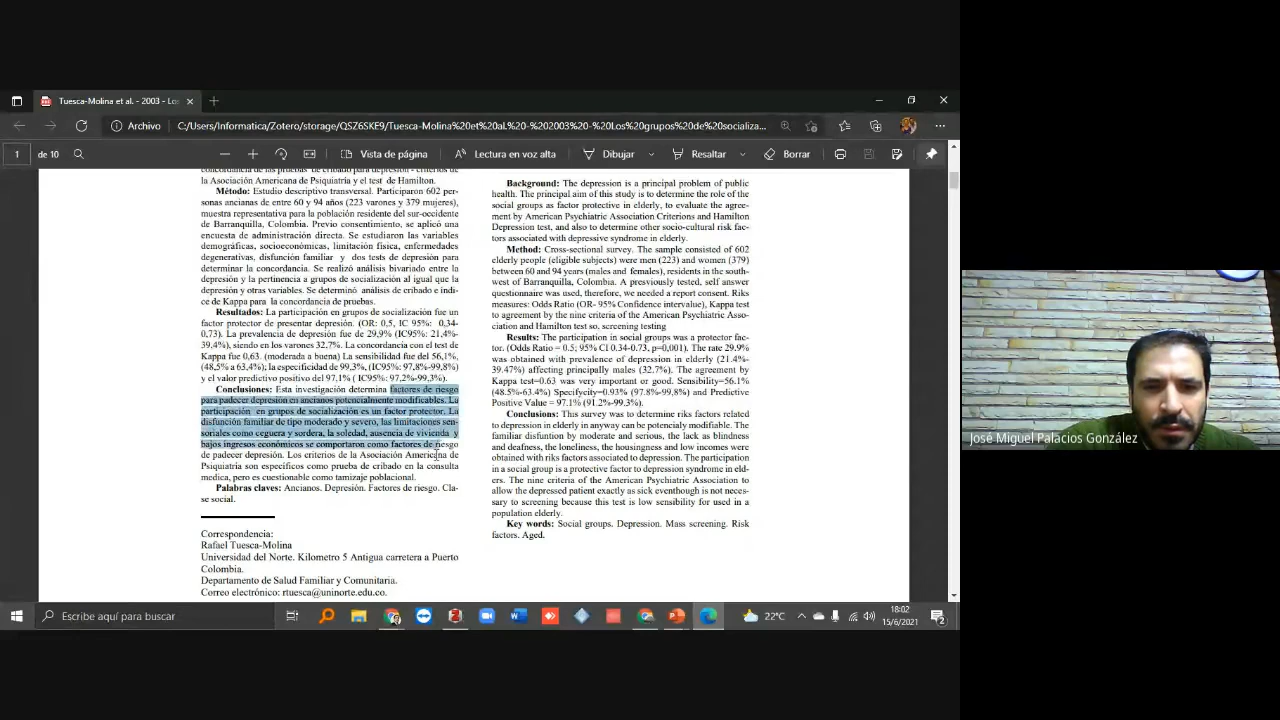 Tuesca-Molina et al. - 2003 - Lo
Archivo
C:/Users/Informatica/Zotero/storage/QSZ6SKE9/Tuesca-Molina%20et%20al.%20-%202003%20-%20Los%20grupos%20de%20socializa...
1
de 10
Vista de página
Lectura en voz alta
Dibujar
Resaltar
Borrar
concordancia de las pruebas de cribado para depresión - criterios de
la Asociación Americana de Psiquiatría y el test de Hamilton.
Método: Estudio descriptivo transversal. Participaron 602 per-
sonas ancianas de entre 60 y 94 años (223 varones y 379 mujeres),
muestra representativa para la población residente del sur-occidente
de Barranquilla, Colombia. Previo consentimiento, se aplicó una
encuesta de administración directa. Se estudiaron las variables
demográficas, socioeconómicas, limitación física, enfermedades
degenerativas, disfunción familiar y dos tests de depresión para
determinar la concordancia. Se realizó análisis bivariado entre la
depresión y la pertinencia a grupos de socialización al igual que la
depresión y otras variables. Se determinó análisis de cribado e índi-
ce de Kappa para la concordancia de pruebas.
Resultados: La participación en grupos de socialización fue un
factor protector de presentar depresión. (OR: 0,5, IC 95%: 0,34-
0,73). La prevalencia de depresión fue de 29,9% (IC95%: 21,4%-
39,4%), siendo en los varones 32,7%. La concordancia con el test de
Kappa fue 0,63. (moderada a buena) La sensibilidad fue del 56,1%,
(48,5% a 63,4%); la especificidad de 99,3%, (IC95%: 97,8%-99,8%)
y el valor predictivo positivo del 97.1% ( IC95%: 97,2%-99,3%).
Conclusiones: Esta investigación determina factores de riesgo
para padecer depresión en ancianos potencialmente modificables. La
participación en grupos de socialización es un factor protector. La
disfunción familiar de tipo moderado y severo, las limitaciones sen-
soriales como ceguera y sordera, la soledad, ausencia de vivienda y
bajos ingresos económicos se comportaron como factores de riesgo
de padecer depresión. Los criterios de la Asociación Americana de
Psiquiatría son específicos como prueba de cribado en la consulta
medica, pero es cuestionable como tamizaje poblacional.
Palabras claves: Ancianos. Depresión. Factores de riesgo. Cla-
se social.
Correspondencia:
Rafael Tuesca-Molina
Universidad del Norte. Kilometro 5 Antigua carretera a Puerto
Colombia.
Departamento de Salud Familiar y Comunitaria.
Correo electrónico: rtuesca@uninorte.edu.co.
Background: The depression is a principal problem of public
health. The principal aim of this study is to determine the role of the
social groups as factor protective in elderly, to evaluate the agree-
ment by American Psychiatric Association Criterions and Hamilton
Depression test, and also to determine other socio-cultural risk fac-
tors associated with depressive syndrome in elderly.
Method: Cross-sectional survey. The sample consisted of 602
elderly people (eligible subjects) were men (223) and women (379)
between 60 and 94 years (males and females), residents in the south-
west of Barranquilla, Colombia. A previously tested, self answer
questionnaire was used, therefore, we needed a report consent. Riks
measures: Odds Ratio (OR- 95% Confidence intervalue), Kappa test
to agreement by the nine criteria of the American Psychiatric Asso-
ciation and Hamilton test so, screening testing
Results: The participation in social groups was a protector fac-
tor. (Odds Ratio = 0.5; 95% CI 0.34-0.73, p=0,001). The rate 29.9%
was obtained with prevalence of depression in elderly (21.4%-
39.47%) affecting principally males (32.7%). The agreement by
Kappa test=0.63 was very important or good. Sensibility=56.1%
(48.5%-63.4%) Specifycity=0.93% (97.8%-99.8%) and Predictive
Positive Value = 97.1% (91.2%-99.3%).
Conclusions: This survey was to determine riks factors related
to depression in elderly in anyway can be potencialy modifiable. The
familiar disfuntion by moderate and serious, the lack as blindness
and deafness, the loneliness, the housingness and low incomes were
obtained with riks factors associated with depression. The participation
in a social group is a protective factor to depression syndrome in eld-
ers. The nine criteria of the American Psychiatric Association to
allow the depressed patient exactly as sick eventhough is not neces-
sary to screening because this test is low sensibility for used in a
population elderly.
Key words: Social groups. Depression. Mass screening. Risk
factors. Aged.
José Miguel Palacios González
Escribe aquí para buscar
22°C
18:02
15/6/2021
2